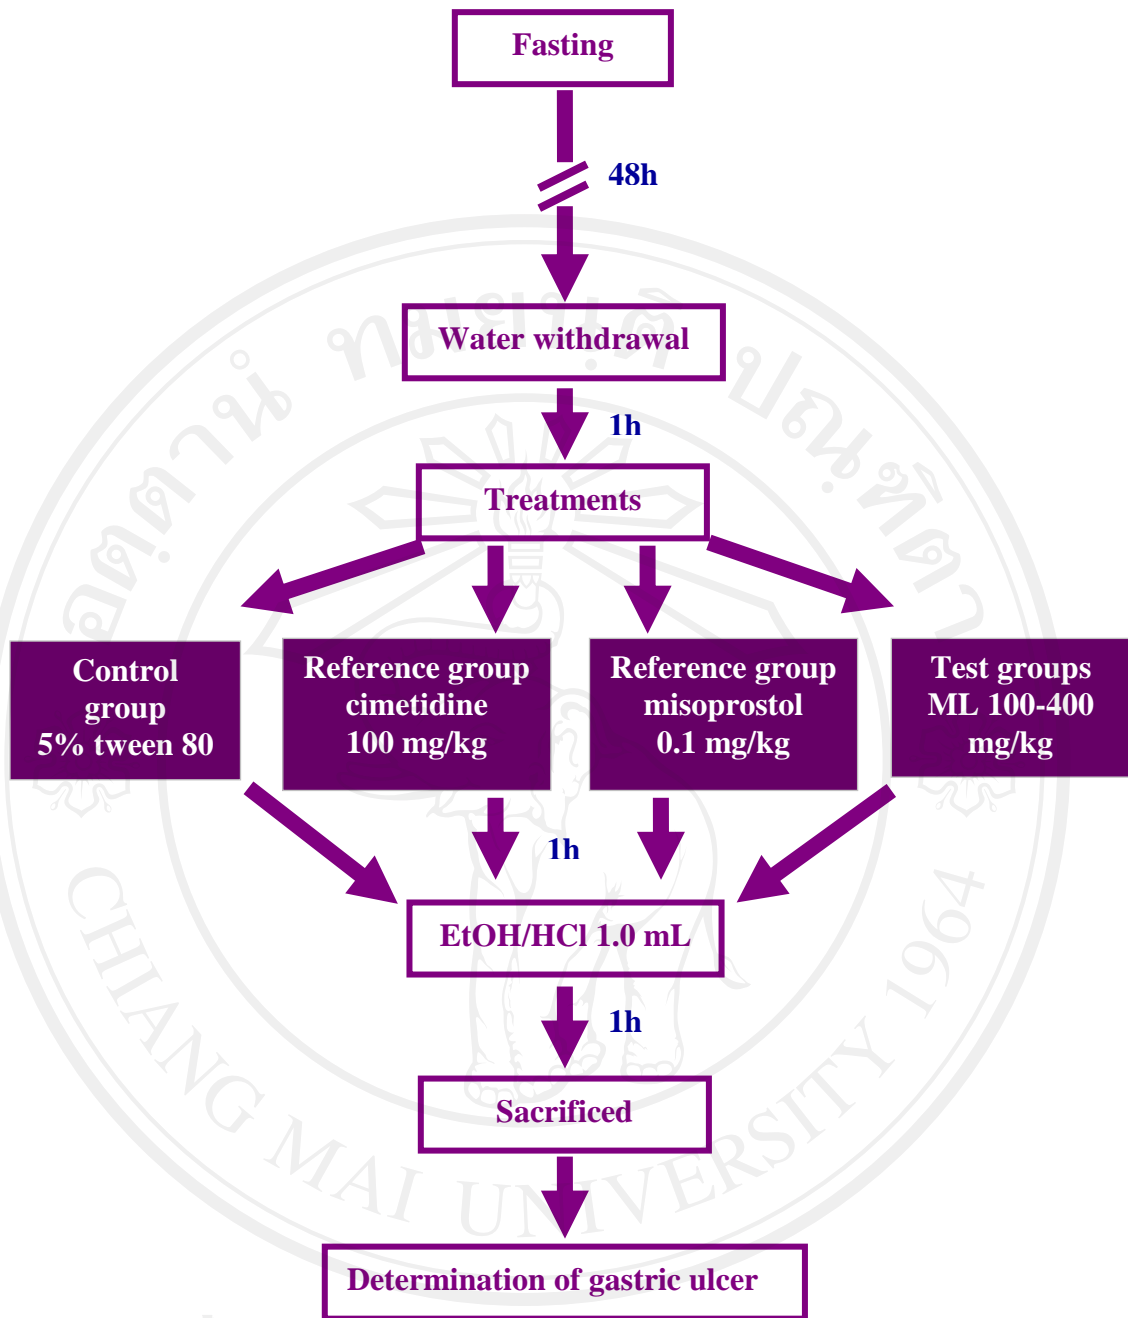 Fasting
48h
Water withdrawal
1h
Treatments
Control
group
5% tween 80
Reference group
cimetidine
100 mg/kg
Reference group
misoprostol
0.1 mg/kg
Test groups
ML 100-400
mg/kg
1h
EtOH/HCl 1.0 mL
1h
Sacrificed
Determination of gastric ulcer
CHIANG MAI UNIVERSITY 1964